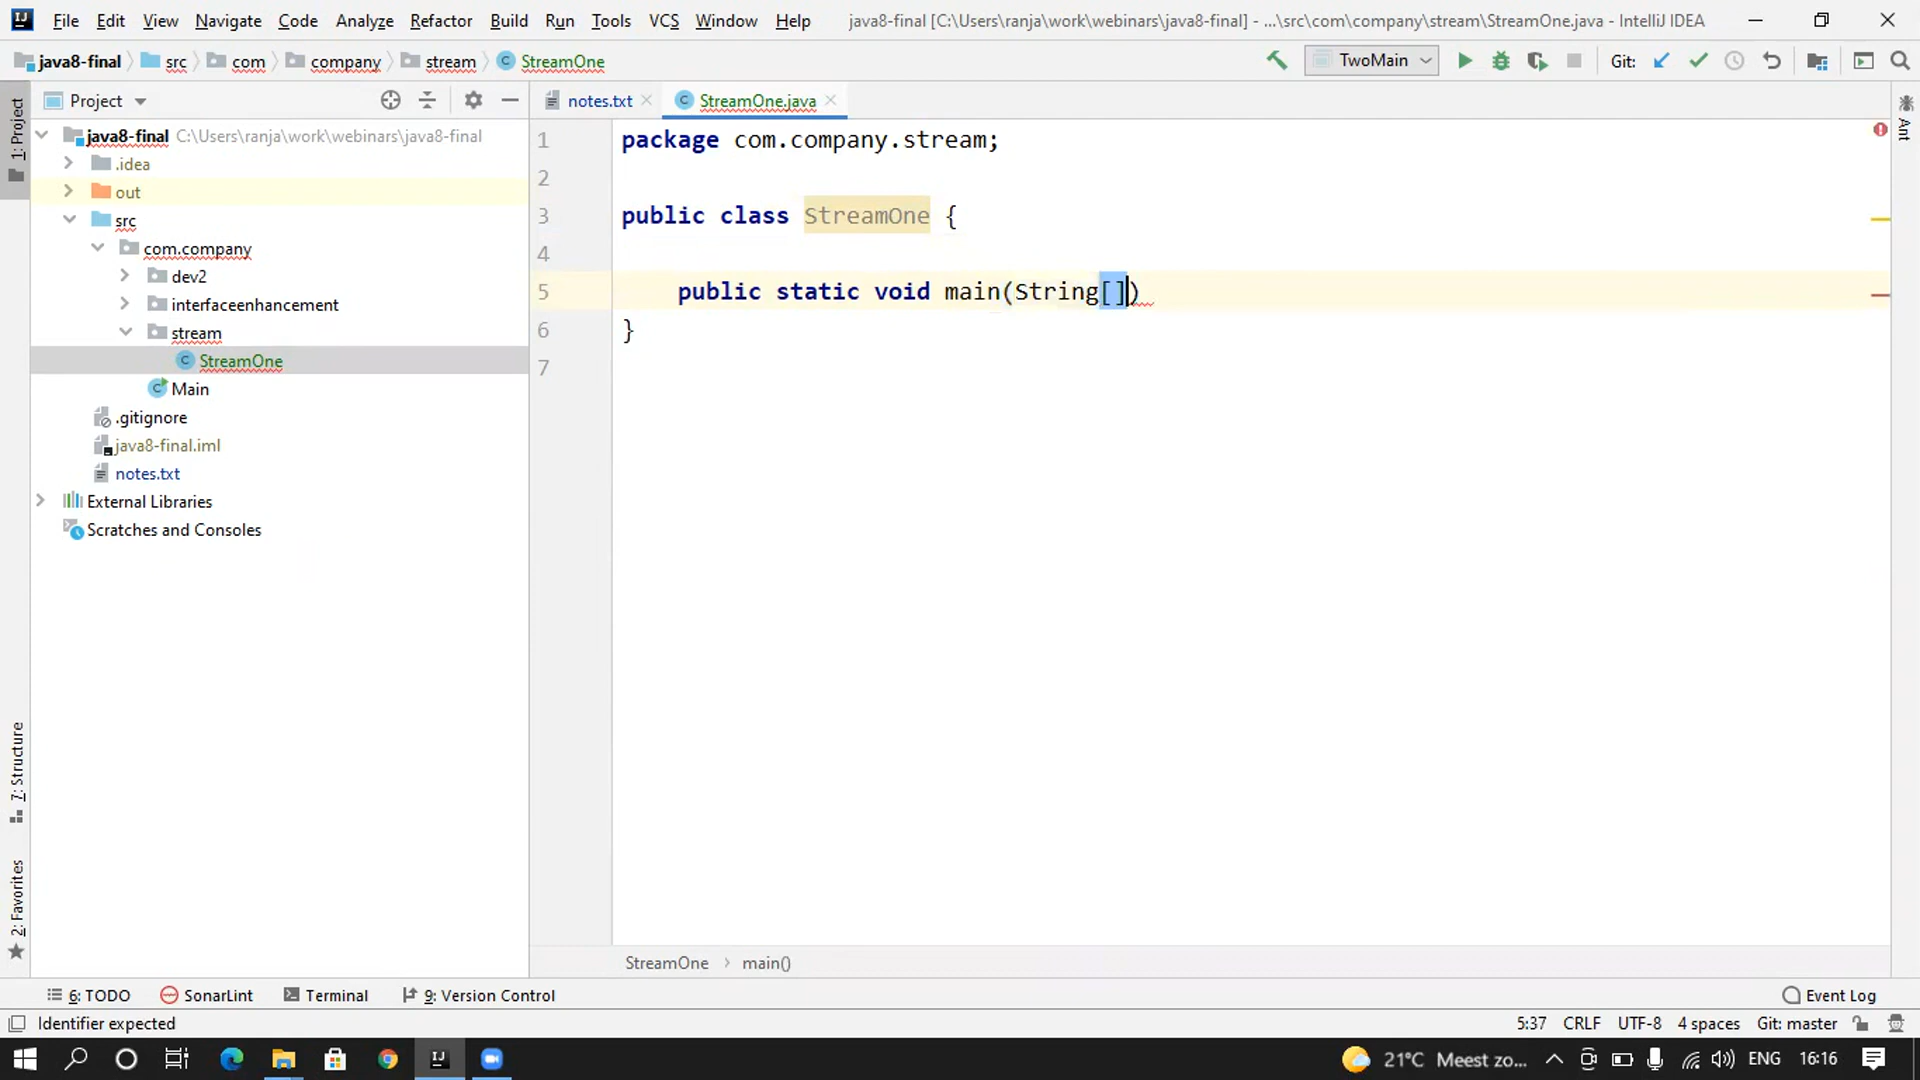 File Edit View Navigate Code Analyze Refactor Build Run Tools VCS Window Help java8-final [C:\Users\ranja\work\webinars\java8-final] - ...\src\com\company\stream\StreamOne.java - IntelliJ IDEA
java8-final src com company stream StreamOne TwoMain Git:
Project notes.txt StreamOne.java
1: Project
Ant
java8-final C:\Users\ranja\work\webinars\java8-final
.idea
out
src
com.company
dev2
interfaceenhancement
stream
StreamOne
Main
.gitignore
java8-final.iml
notes.txt
External Libraries
Scratches and Consoles
1 package com.company.stream;
2
3 public class StreamOne {
4
5 public static void main(String[])
6 }
7
7: Structure
2: Favorites
StreamOne main()
6: TODO SonarLint Terminal 9: Version Control Event Log
Identifier expected 5:37 CRLF UTF-8 4 spaces Git: master
21°C Meest zo... ENG 16:16